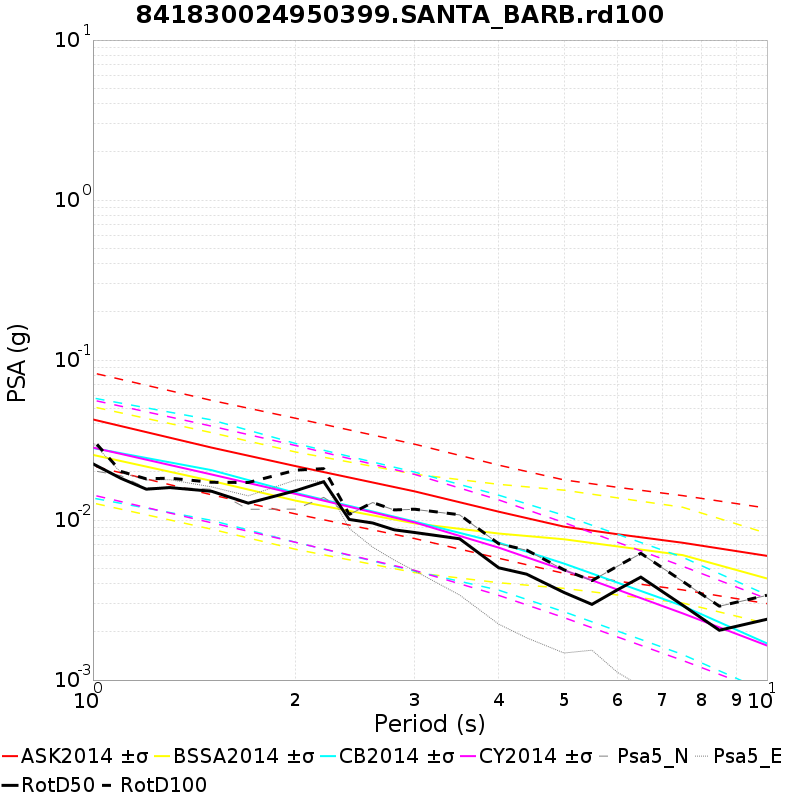 841830024950399.SANTA_BARB.rd100
10^1
10^0
10^-1
10^-2
10^-3
PSA (g)
10^0 2 3 4 5 6 7 8 9 10^1
Period (s)
ASK2014 ±σ BSSA2014 ±σ CB2014 ±σ CY2014 ±σ Psa5_N Psa5_E
RotD50 RotD100